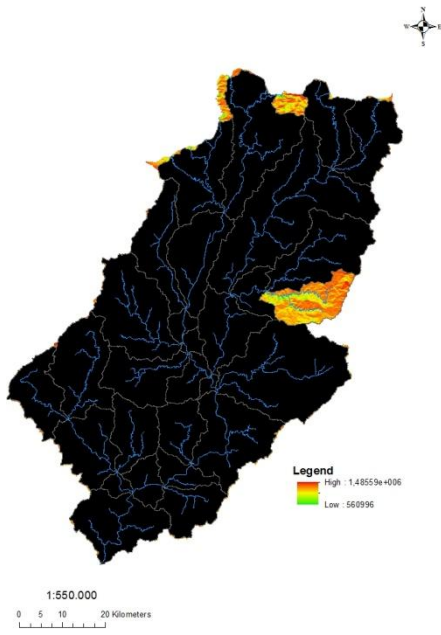 N
W E
S
Legend
High : 1,48559e+006
Low : 560996
1:550.000
0 5 10 20 Kilometers